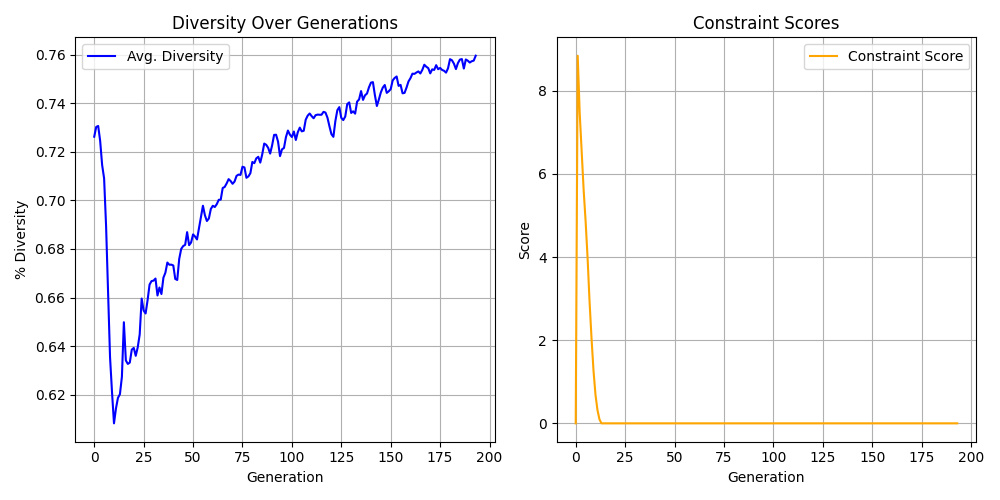 Diversity Over Generations
Avg. Diversity
% Diversity
0.76
0.74
0.72
0.70
0.68
0.66
0.64
0.62
0 25 50 75 100 125 150 175 200
Generation
Constraint Scores
Constraint Score
Score
8
6
4
2
0
0 25 50 75 100 125 150 175 200
Generation